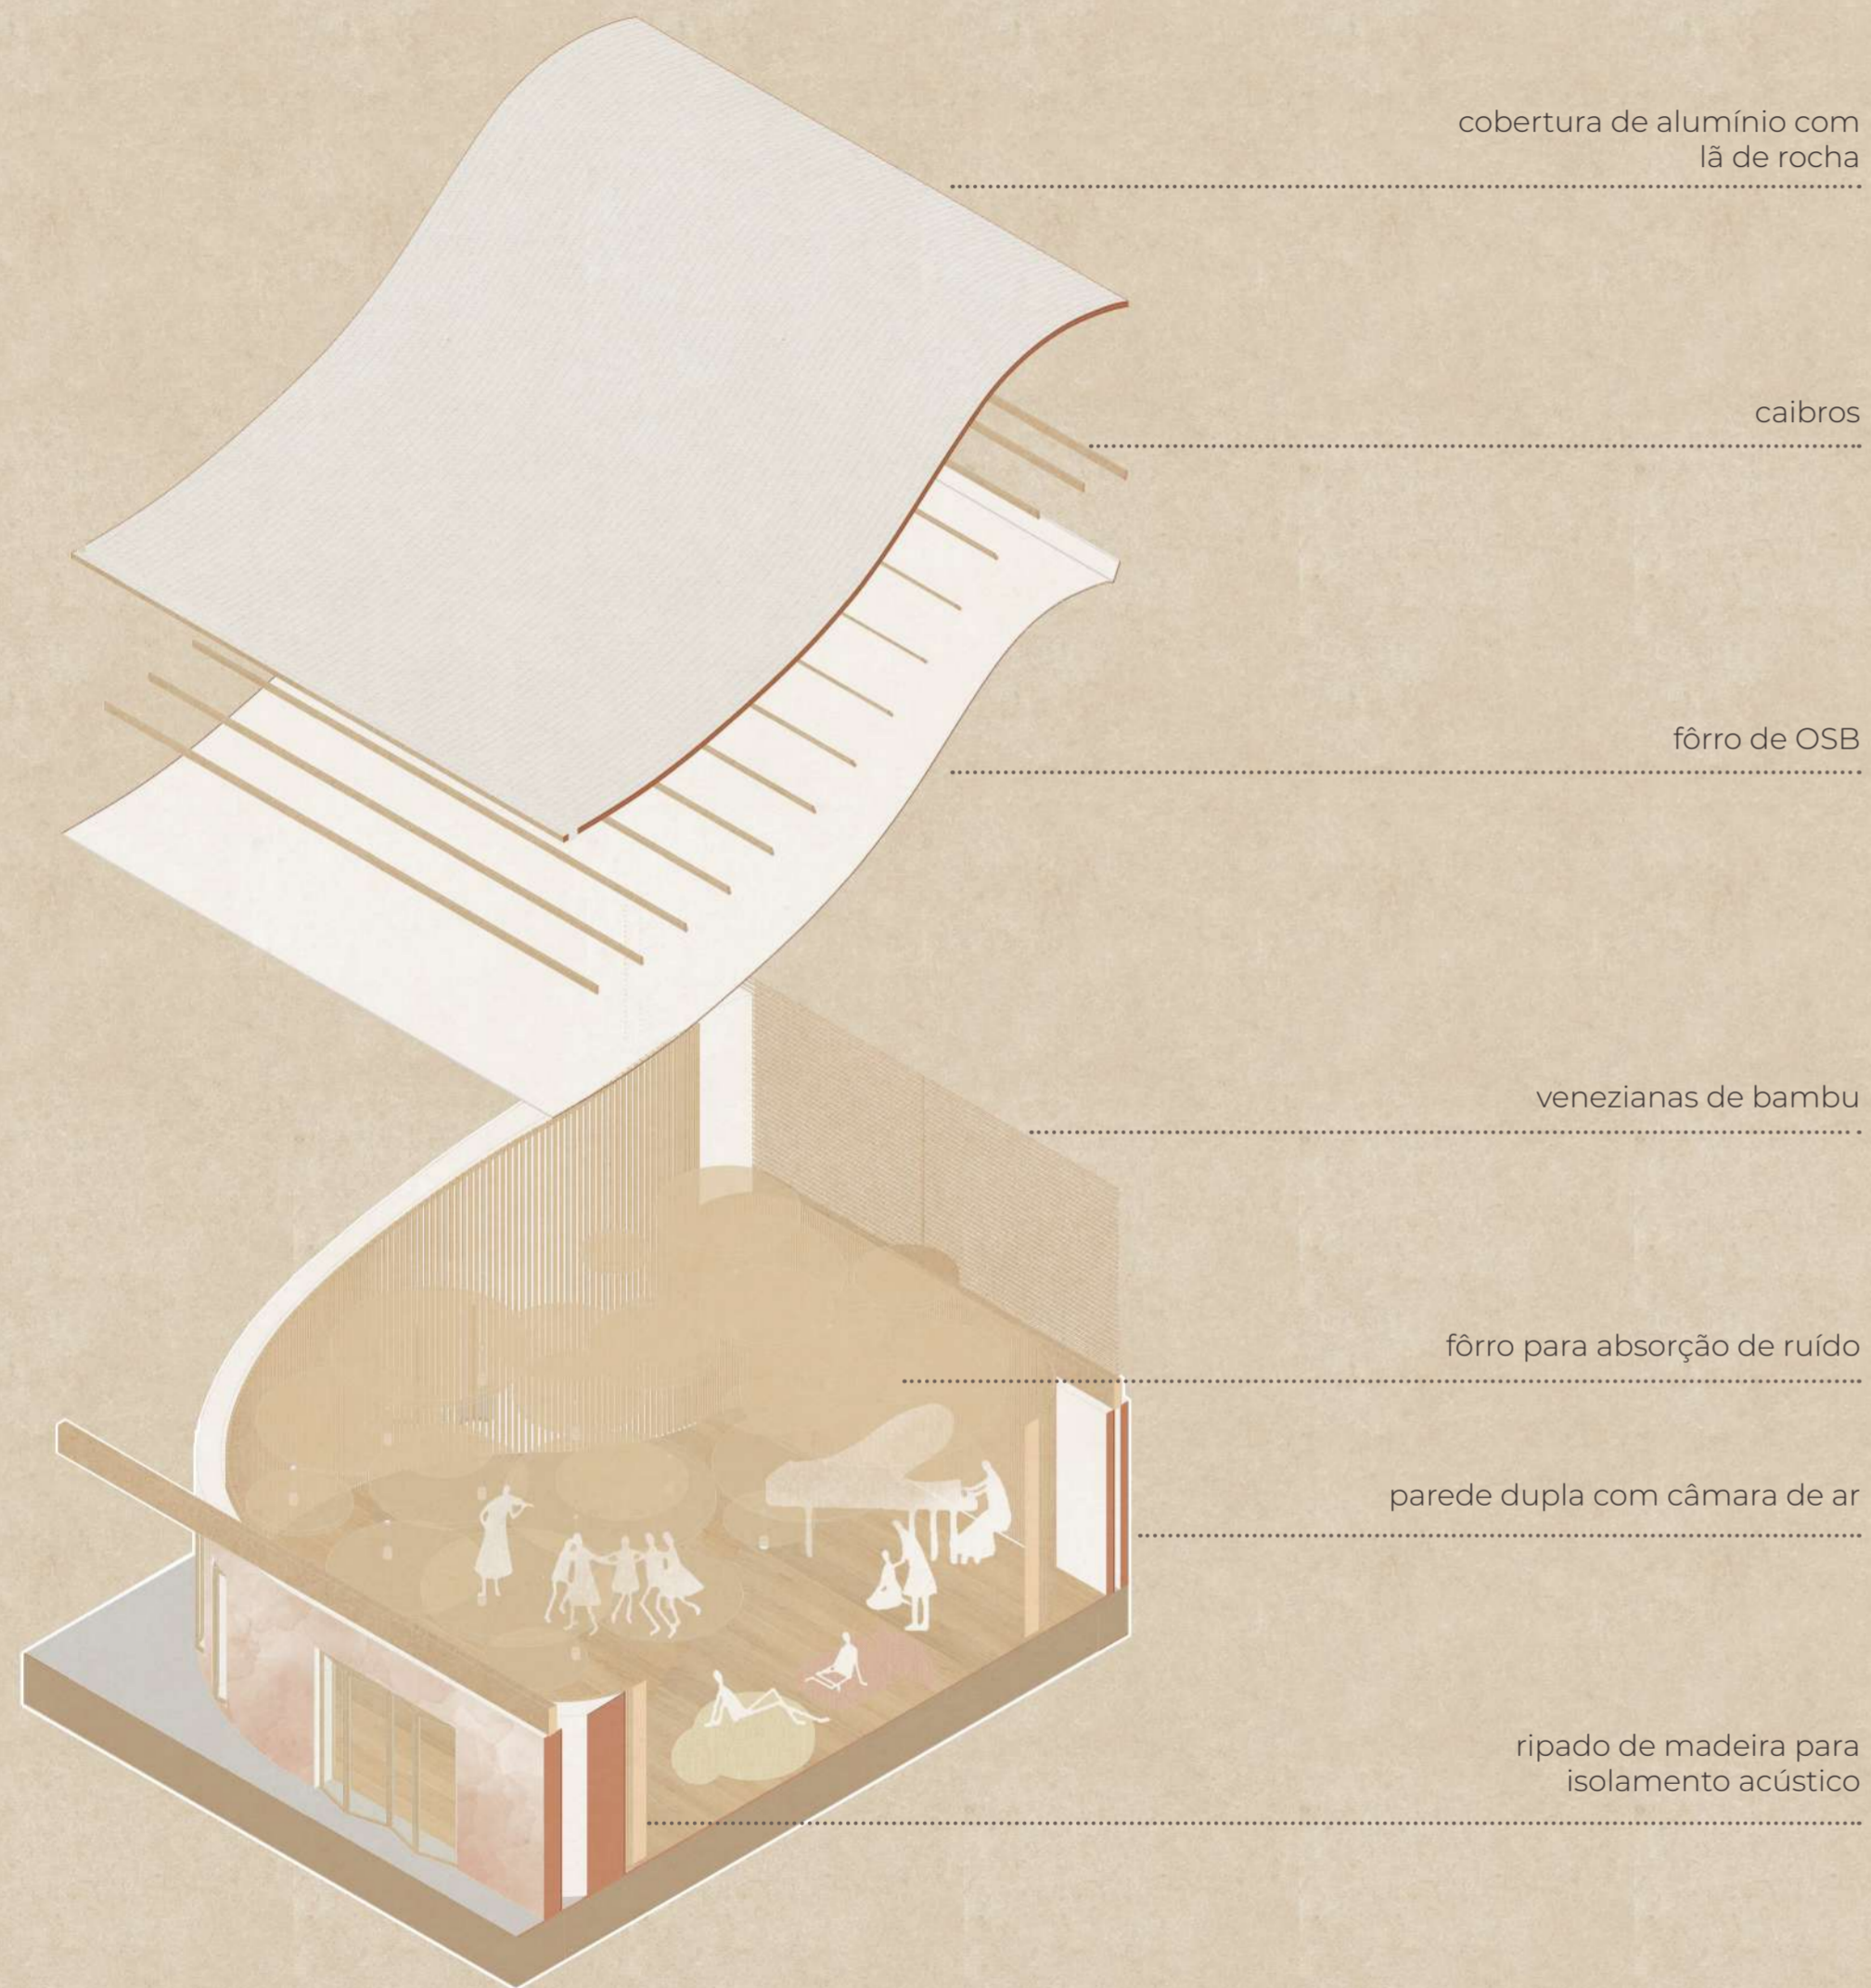 cobertura de alumínio com
lã de rocha
caibros
fôrro de OSB
venezianas de bambu
fôrro para absorção de ruído
parede dupla com câmara de ar
ripado de madeira para
isolamento acústico